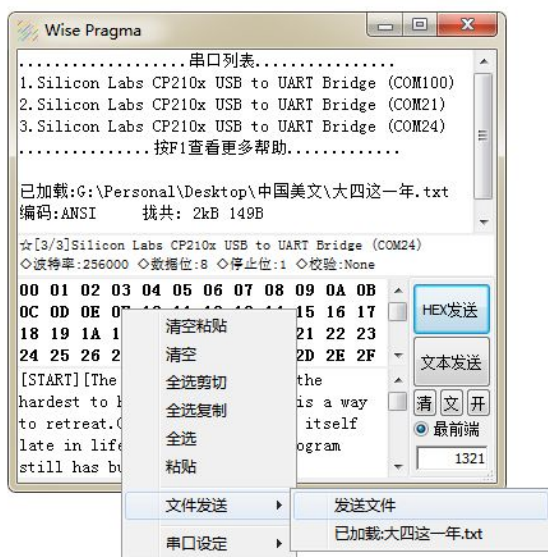 Wise Pragma
...................串口列表................
1.Silicon Labs CP210x USB to UART Bridge (COM100)
2.Silicon Labs CP210x USB to UART Bridge (COM21)
3.Silicon Labs CP210x USB to UART Bridge (COM24)
...............按F1查看更多帮助.............
已加载:G:\Personal\Desktop\中国美文\大四这一年.txt
编码:ANSI 拢共: 2kB 149B
☆[3/3]Silicon Labs CP210x USB to UART Bridge (COM24)
◇波特率:256000 ◇数据位:8 ◇停止位:1 ◇校验:None
00 01 02 03 04 05 06 07 08 09 0A 0B
0C 0D 0E 15 16 17
18 19 1A 21 22 23
24 25 26 2D 2E 2F
HEX发送
文本发送
[START][The the
hardest to is a way
to retreat. itself
late in life
still has
清 文 开
最前端
1321
清空粘贴
清空
全选剪切
全选复制
全选
粘贴
文件发送
串口设定
发送文件
已加载:大四这一年.txt